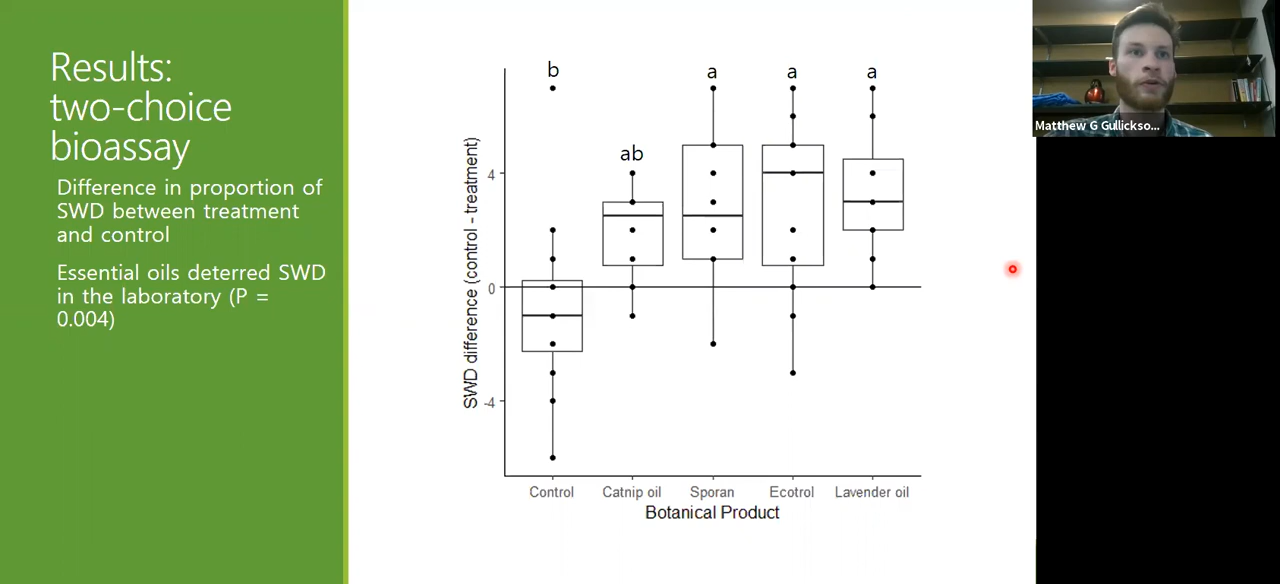 Results:
two-choice
bioassay
Difference in proportion of
SWD between treatment
and control
Essential oils deterred SWD
in the laboratory (P =
0.004)
b
ab
a
a
a
SWD difference (control - treatment)
4
0
-4
Control
Catnip oil
Sporan
Ecotrol
Lavender oil
Botanical Product
Matthew G Gullickso...